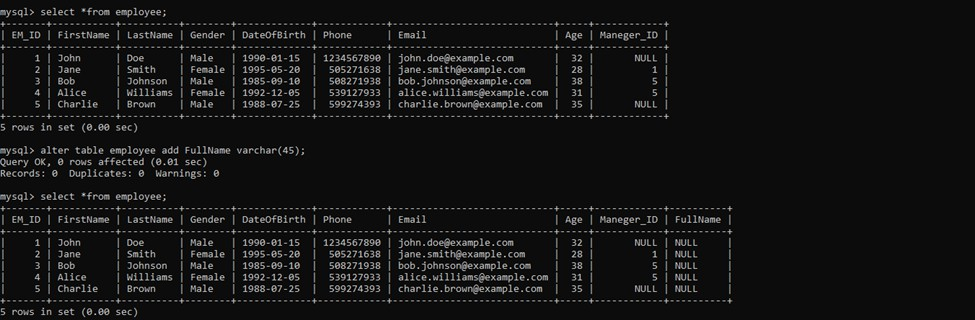 mysql> select *from employee;
+-------+-----------+----------+--------+-------------+------------+----------------------------+-----+------------+
| EM_ID | FirstName | LastName | Gender | DateOfBirth | Phone      | Email                      | Age | Maneger_ID |
+-------+-----------+----------+--------+-------------+------------+----------------------------+-----+------------+
|     1 | John      | Doe      | Male   | 1990-01-15  | 1234567890 | john.doe@example.com       | 32  |       NULL |
|     2 | Jane      | Smith    | Female | 1995-05-20  |  505271638 | jane.smith@example.com     | 28  |          1 |
|     3 | Bob       | Johnson  | Male   | 1985-09-10  |  508271938 | bob.johnson@example.com    | 38  |          5 |
|     4 | Alice     | Williams | Female | 1992-12-05  |  539127933 | alice.williams@example.com | 31  |          5 |
|     5 | Charlie   | Brown    | Male   | 1988-07-25  |  599274393 | charlie.brown@example.com  | 35  |       NULL |
+-------+-----------+----------+--------+-------------+------------+----------------------------+-----+------------+
5 rows in set (0.00 sec)
mysql> alter table employee add FullName varchar(45);
Query OK, 0 rows affected (0.01 sec)
Records: 0  Duplicates: 0  Warnings: 0
mysql> select *from employee;
+-------+-----------+----------+--------+-------------+------------+----------------------------+-----+------------+----------+
| EM_ID | FirstName | LastName | Gender | DateOfBirth | Phone      | Email                      | Age | Maneger_ID | FullName |
+-------+-----------+----------+--------+-------------+------------+----------------------------+-----+------------+----------+
|     1 | John      | Doe      | Male   | 1990-01-15  | 1234567890 | john.doe@example.com       | 32  |       NULL | NULL     |
|     2 | Jane      | Smith    | Female | 1995-05-20  |  505271638 | jane.smith@example.com     | 28  |          1 | NULL     |
|     3 | Bob       | Johnson  | Male   | 1985-09-10  |  508271938 | bob.johnson@example.com    | 38  |          5 | NULL     |
|     4 | Alice     | Williams | Female | 1992-12-05  |  539127933 | alice.williams@example.com | 31  |          5 | NULL     |
|     5 | Charlie   | Brown    | Male   | 1988-07-25  |  599274393 | charlie.brown@example.com  | 35  |       NULL | NULL     |
+-------+-----------+----------+--------+-------------+------------+----------------------------+-----+------------+----------+
5 rows in set (0.00 sec)